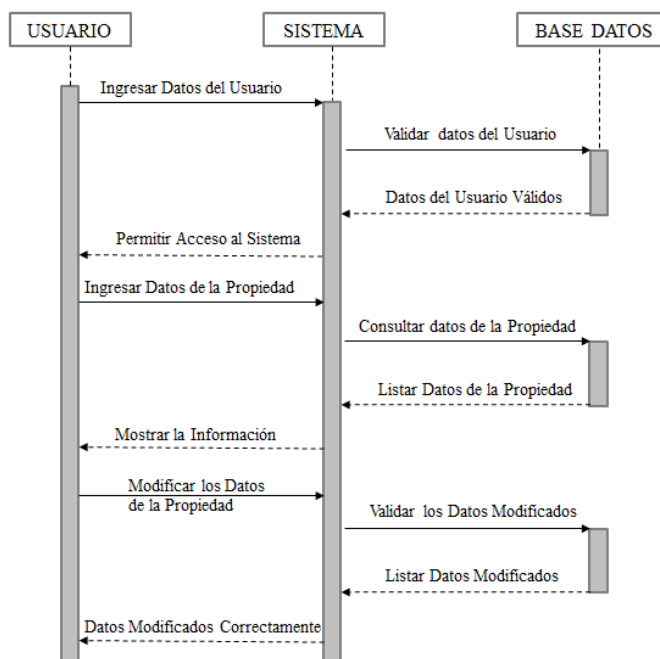 USUARIO
SISTEMA
BASE DATOS
Ingresar Datos del Usuario
Validar datos del Usuario
Datos del Usuario Válidos
Permitir Acceso al Sistema
Ingresar Datos de la Propiedad
Consultar datos de la Propiedad
Listar Datos de la Propiedad
Mostrar la Información
Modificar los Datos
de la Propiedad
Validar los Datos Modificados
Listar Datos Modificados
Datos Modificados Correctamente